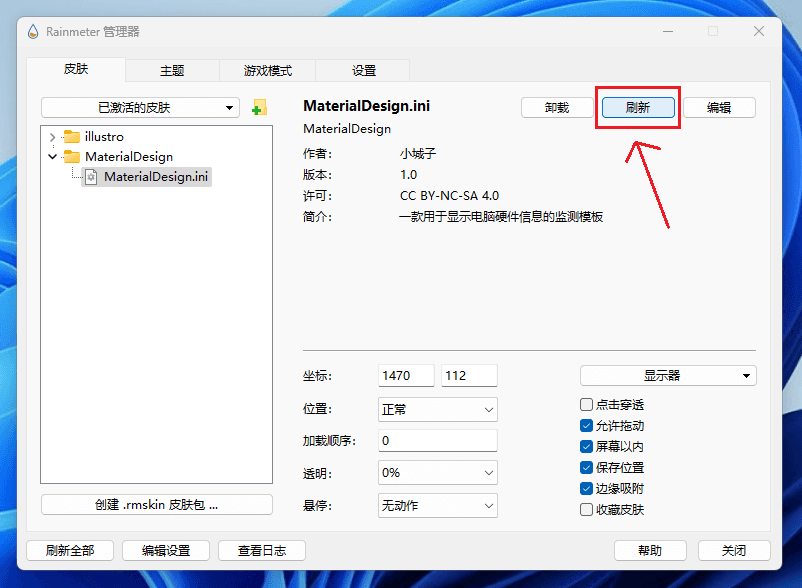 Rainmeter 管理器
皮肤
主题
游戏模式
设置
已激活的皮肤
illustro
MaterialDesign
MaterialDesign.ini
创建 .rmskin 皮肤包 ...
MaterialDesign.ini
卸载
刷新
编辑
MaterialDesign
作者: 小城子
版本: 1.0
许可: CC BY-NC-SA 4.0
简介: 一款用于显示电脑硬件信息的监测模板
坐标: 1470 112
位置: 正常
加载顺序: 0
透明: 0%
悬停: 无动作
显示器
点击穿透
允许拖动
屏幕以内
保存位置
边缘吸附
收藏皮肤
刷新全部
编辑设置
查看日志
帮助
关闭